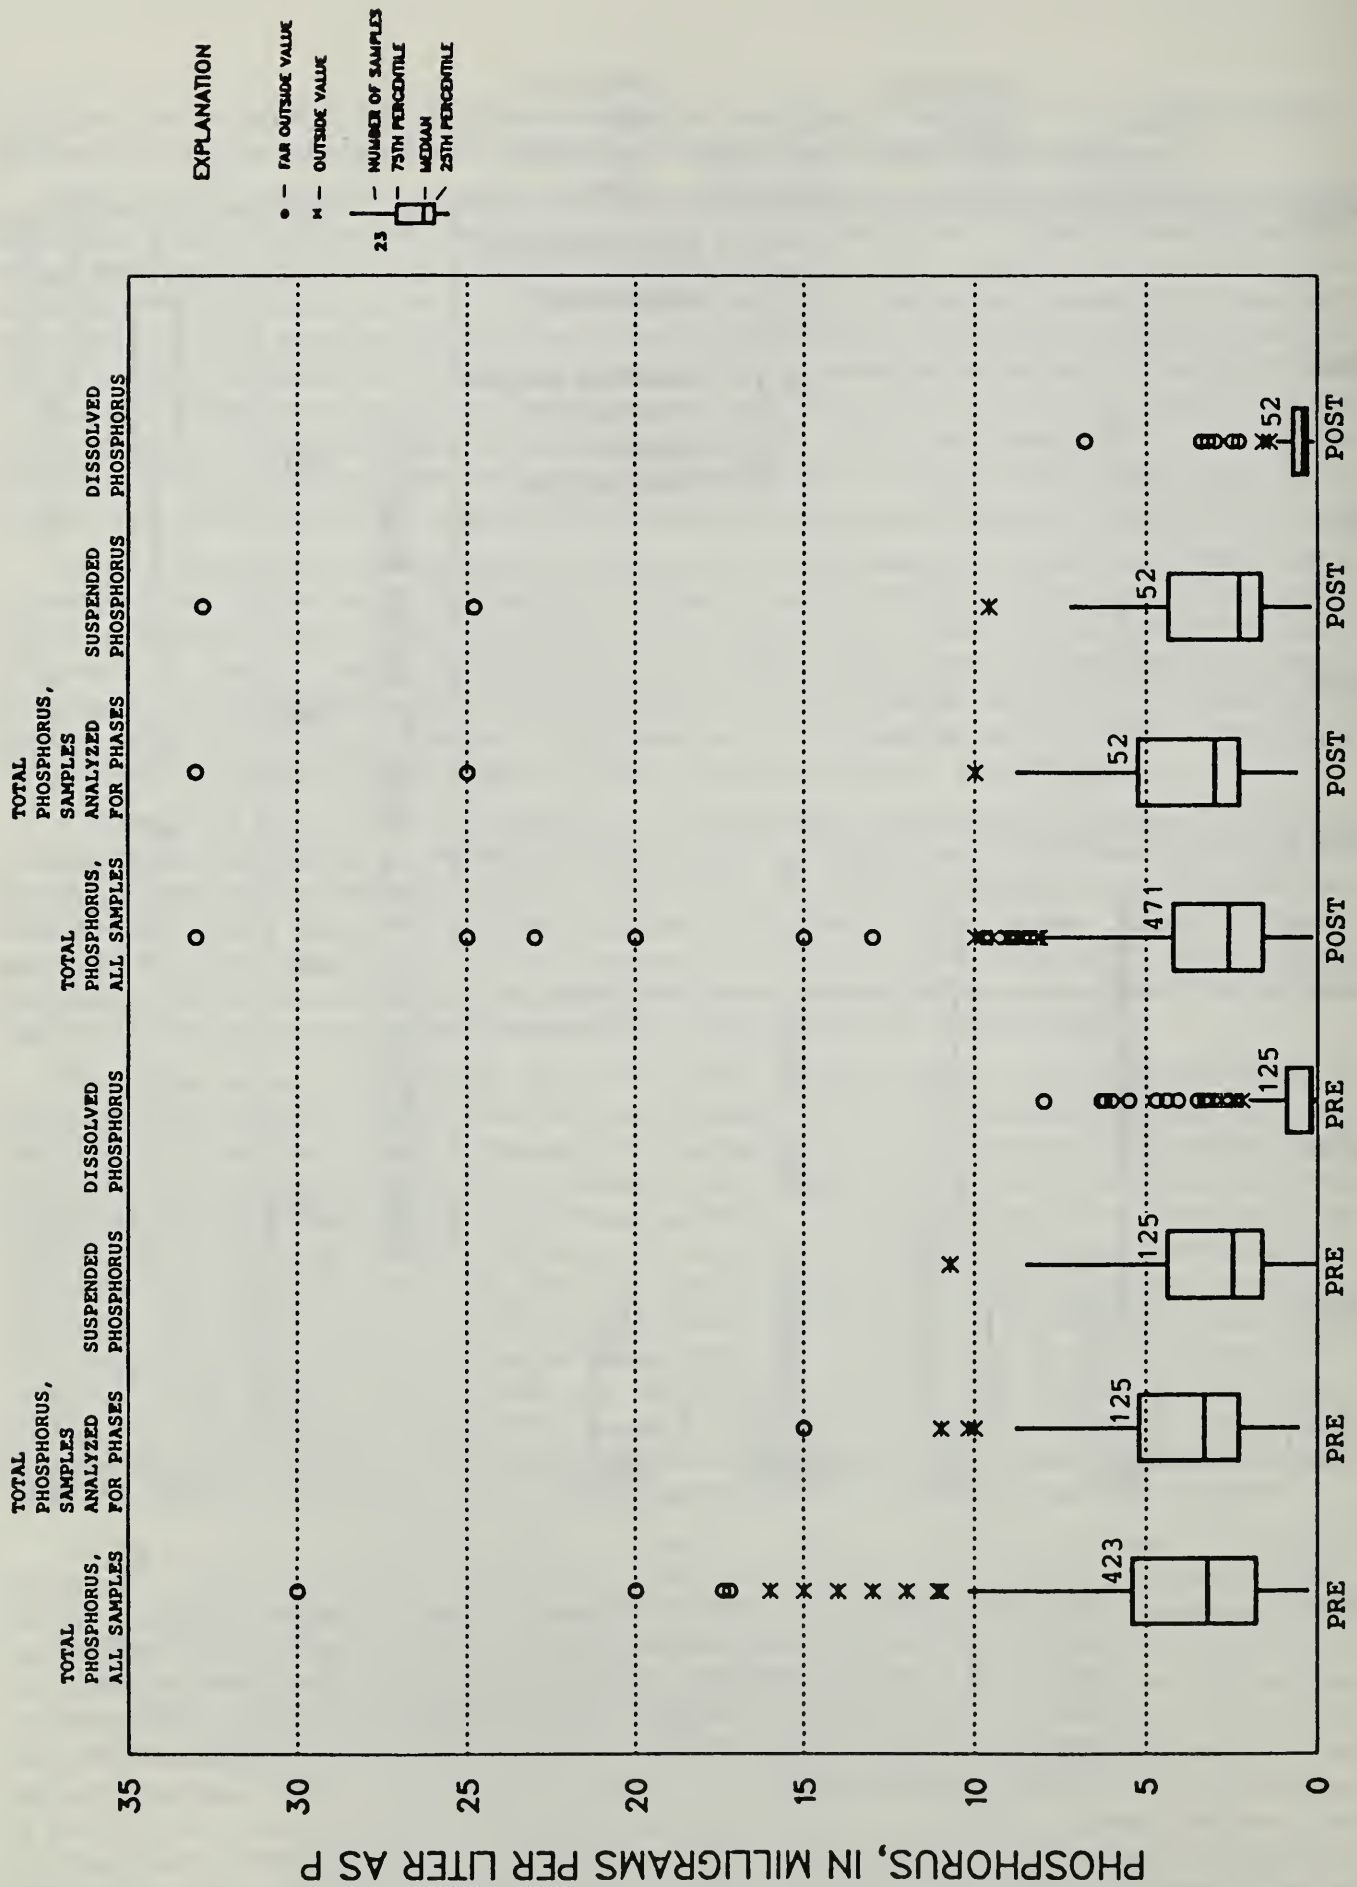 EXPLANATION
● — FAR OUTSIDE VALUE
✱ — OUTSIDE VALUE
23
— NUMBER OF SAMPLES
— 75TH PERCENTILE
— MEDIAN
25TH PERCENTILE
TOTAL
PHOSPHORUS,
ALL SAMPLES
TOTAL
PHOSPHORUS,
SAMPLES
ANALYZED
FOR PHASES
SUSPENDED
PHOSPHORUS
DISSOLVED
PHOSPHORUS
TOTAL
PHOSPHORUS,
ALL SAMPLES
TOTAL
PHOSPHORUS,
SAMPLES
ANALYZED
FOR PHASES
SUSPENDED
PHOSPHORUS
DISSOLVED
PHOSPHORUS
PHOSPHORUS, IN MILLIGRAMS PER LITER AS P
35
30
25
20
15
10
5
0
423
125
125
125
471
52
52
52
PRE
PRE
PRE
PRE
POST
POST
POST
POST